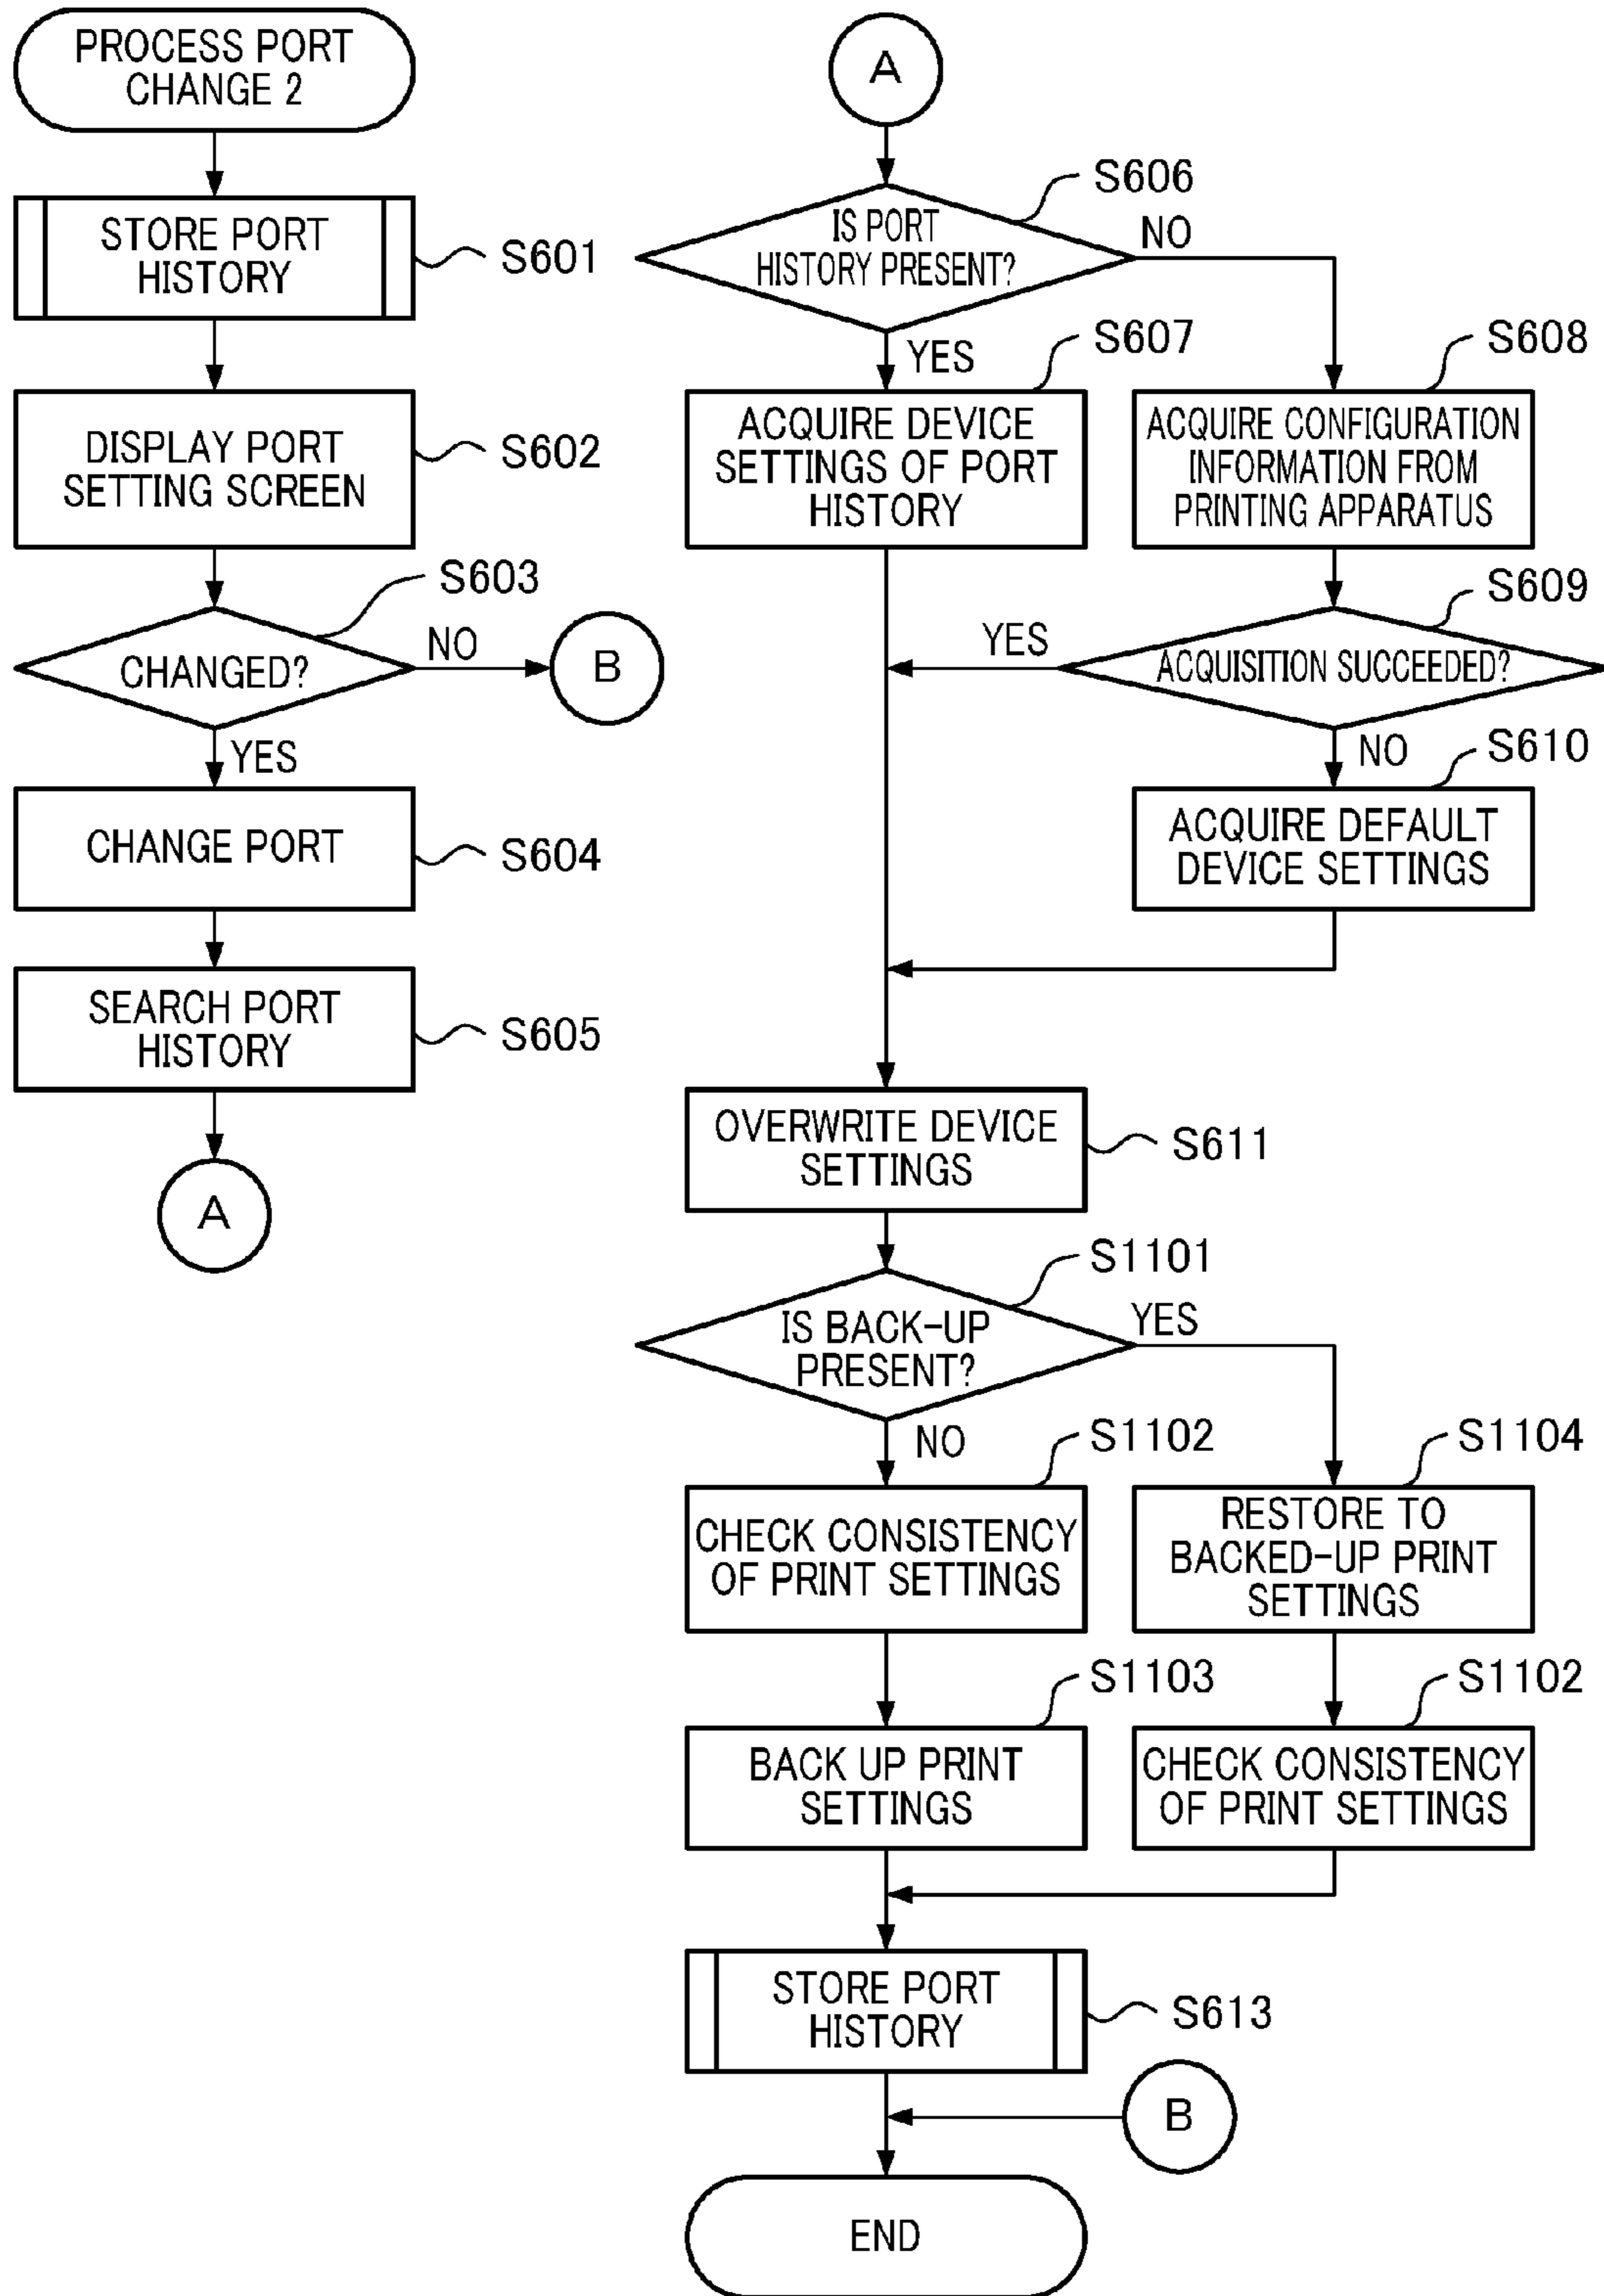 PROCESS PORT
CHANGE 2
STORE PORT
HISTORY
S601
DISPLAY PORT
SETTING SCREEN
S602
S603
CHANGED?
NO
B
YES
CHANGE PORT
S604
SEARCH PORT
HISTORY
S605
A
A
S606
IS PORT
HISTORY PRESENT?
NO
YES
S607
ACQUIRE DEVICE
SETTINGS OF PORT
HISTORY
S608
ACQUIRE CONFIGURATION
INFORMATION FROM
PRINTING APPARATUS
S609
ACQUISITION SUCCEEDED?
YES
NO
S610
ACQUIRE DEFAULT
DEVICE SETTINGS
OVERWRITE DEVICE
SETTINGS
S611
S1101
IS BACK-UP
PRESENT?
YES
NO
S1102
CHECK CONSISTENCY
OF PRINT SETTINGS
S1104
RESTORE TO
BACKED-UP PRINT
SETTINGS
S1103
BACK UP PRINT
SETTINGS
S1102
CHECK CONSISTENCY
OF PRINT SETTINGS
STORE PORT
HISTORY
S613
B
END